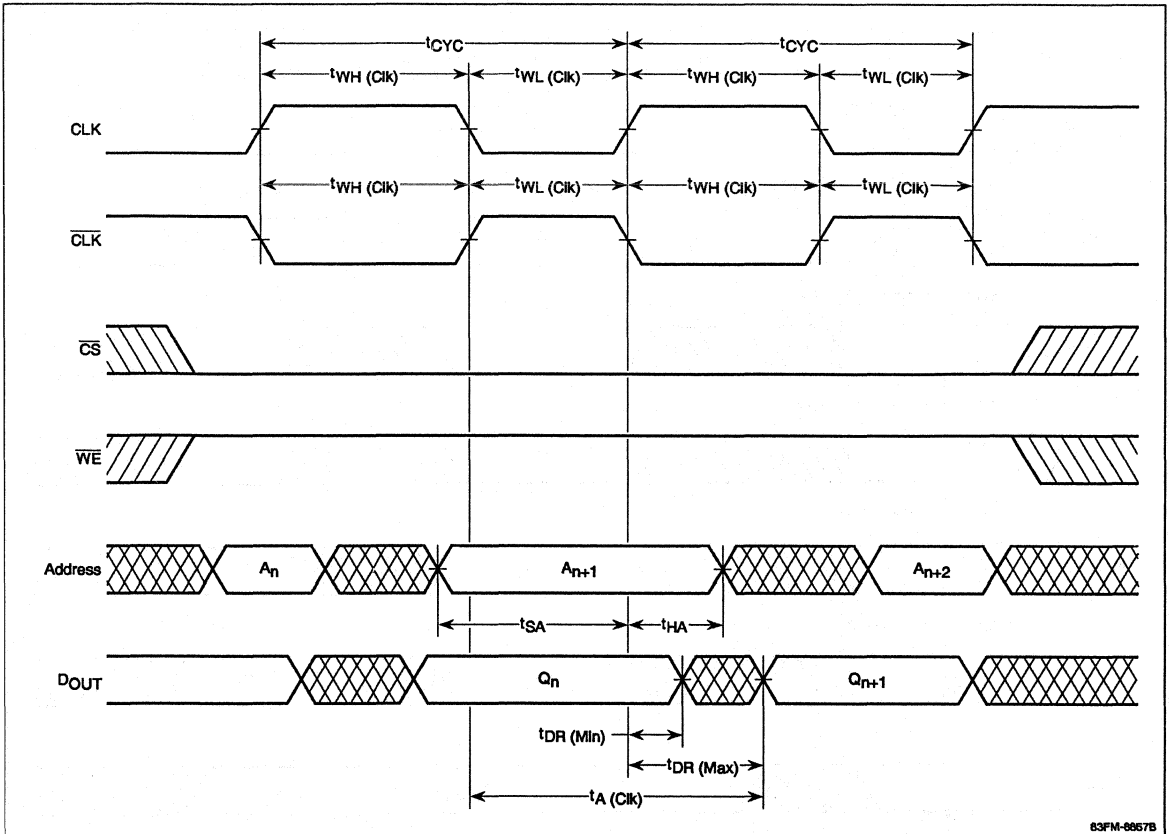 tCYC tCYC
tWH (Clk) tWL (Clk) tWH (Clk) tWL (Clk)
CLK
tWH (Clk) tWL (Clk) tWH (Clk) tWL (Clk)
CLK
CS
WE
Address An An+1 An+2
tSA tHA
DOUT Qn Qn+1
tDR (Min)
tDR (Max)
tA (Clk)
83FM-8857B